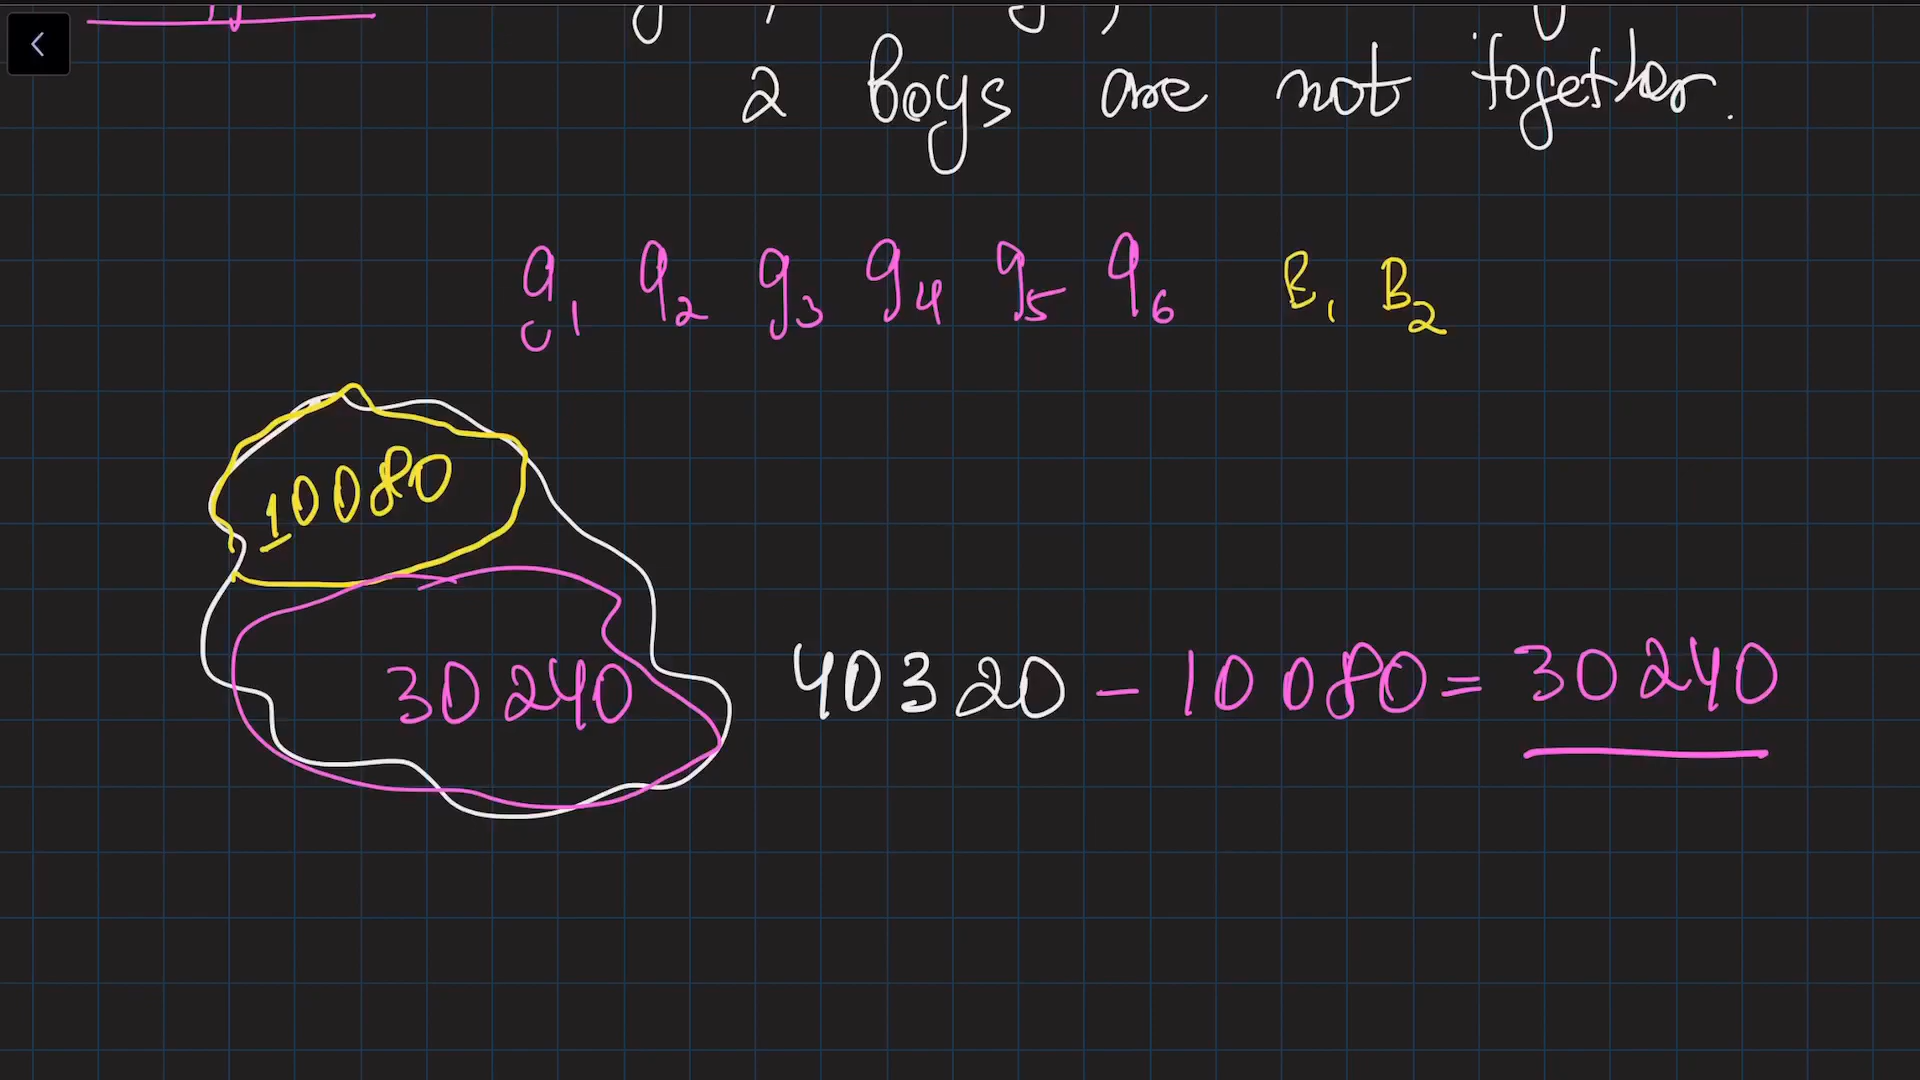 2 Boys are not together.
g1 g2 g3 g4 g5 g6 B1 B2
10080
30240
40320 - 10080 = 30240